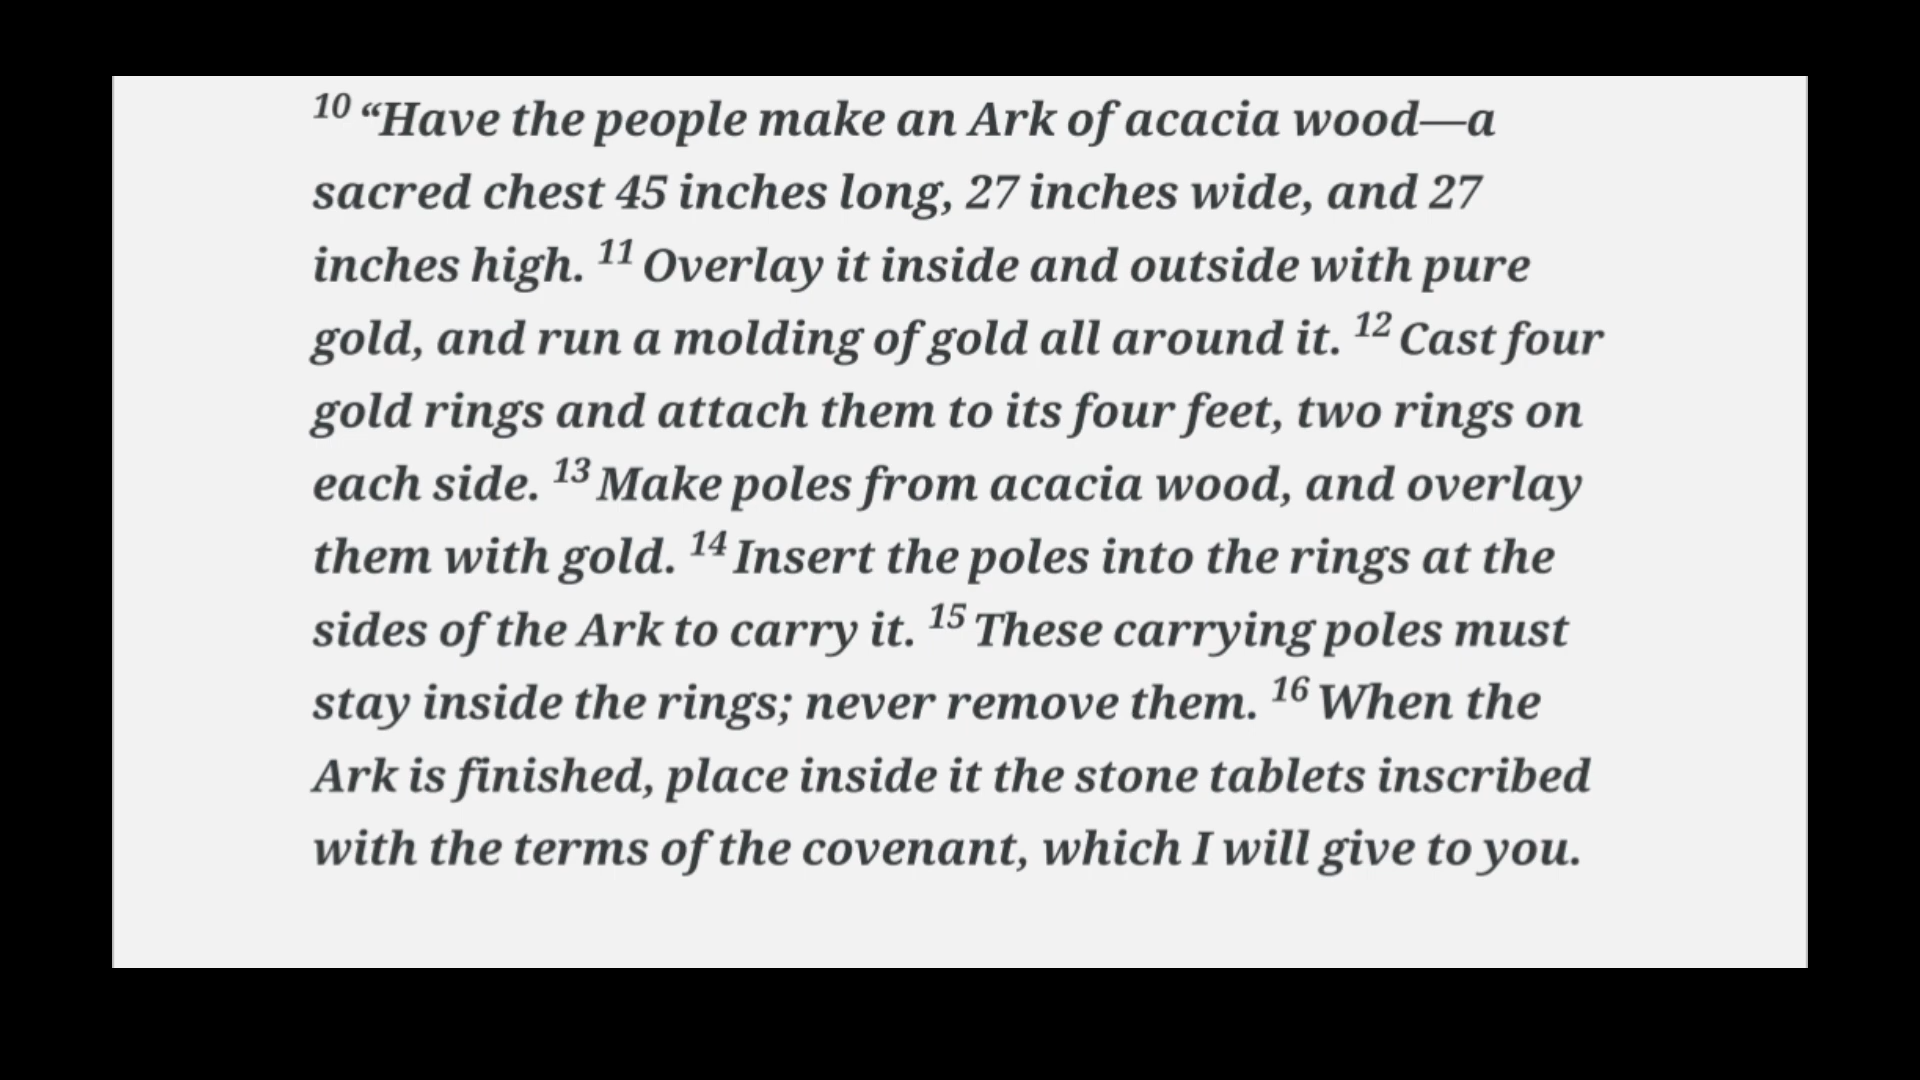 10 “Have the people make an Ark of acacia wood—a
sacred chest 45 inches long, 27 inches wide, and 27
inches high. 11 Overlay it inside and outside with pure
gold, and run a molding of gold all around it. 12 Cast four
gold rings and attach them to its four feet, two rings on
each side. 13 Make poles from acacia wood, and overlay
them with gold. 14 Insert the poles into the rings at the
sides of the Ark to carry it. 15 These carrying poles must
stay inside the rings; never remove them. 16 When the
Ark is finished, place inside it the stone tablets inscribed
with the terms of the covenant, which I will give to you.